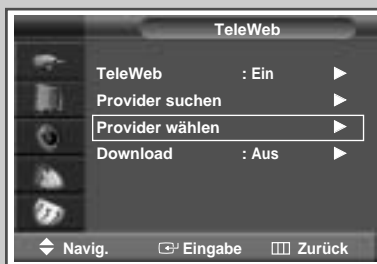 TeleWeb
TeleWeb : Ein
Provider suchen
Provider wählen
Download : Aus
Navig. Eingabe Zurück